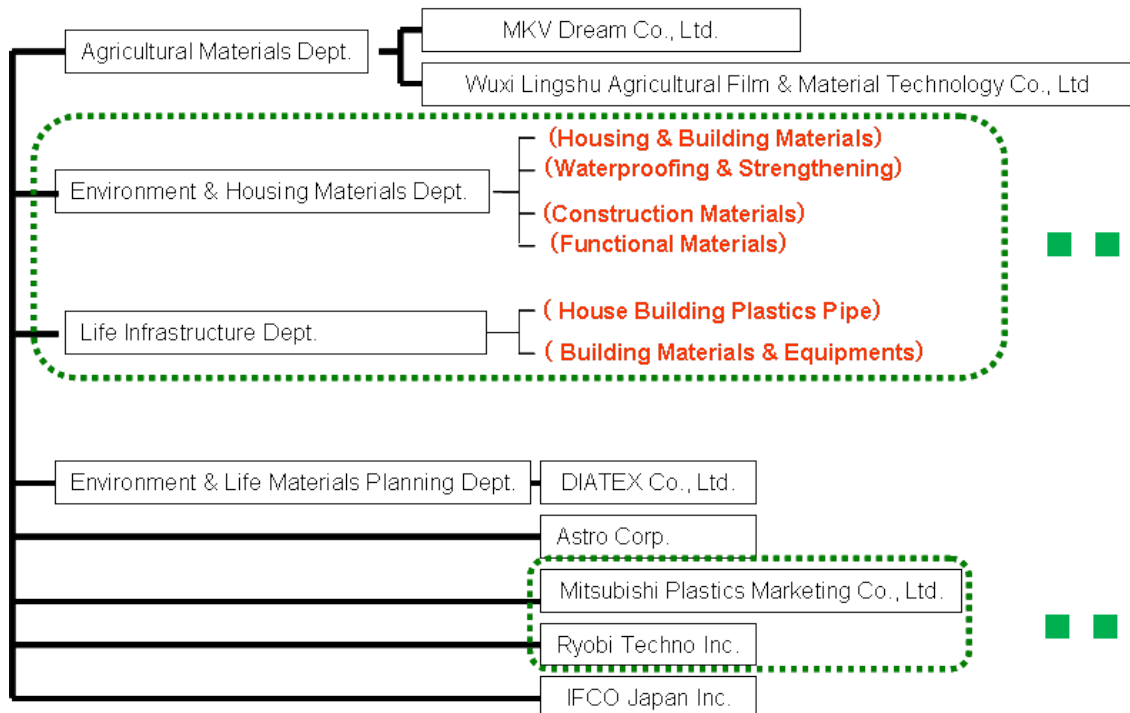 MKV Dream Co., Ltd.
Agricultural Materials Dept.
Wuxi Lingshu Agricultural Film & Material Technology Co., Ltd
(Housing & Building Materials)
(Waterproofing & Strengthening)
Environment & Housing Materials Dept.
(Construction Materials)
(Functional Materials)
( House Building Plastics Pipe)
Life Infrastructure Dept.
( Building Materials & Equipments)
Environment & Life Materials Planning Dept.
DIATEX Co., Ltd.
Astro Corp.
Mitsubishi Plastics Marketing Co., Ltd.
Ryobi Techno Inc.
IFCO Japan Inc.